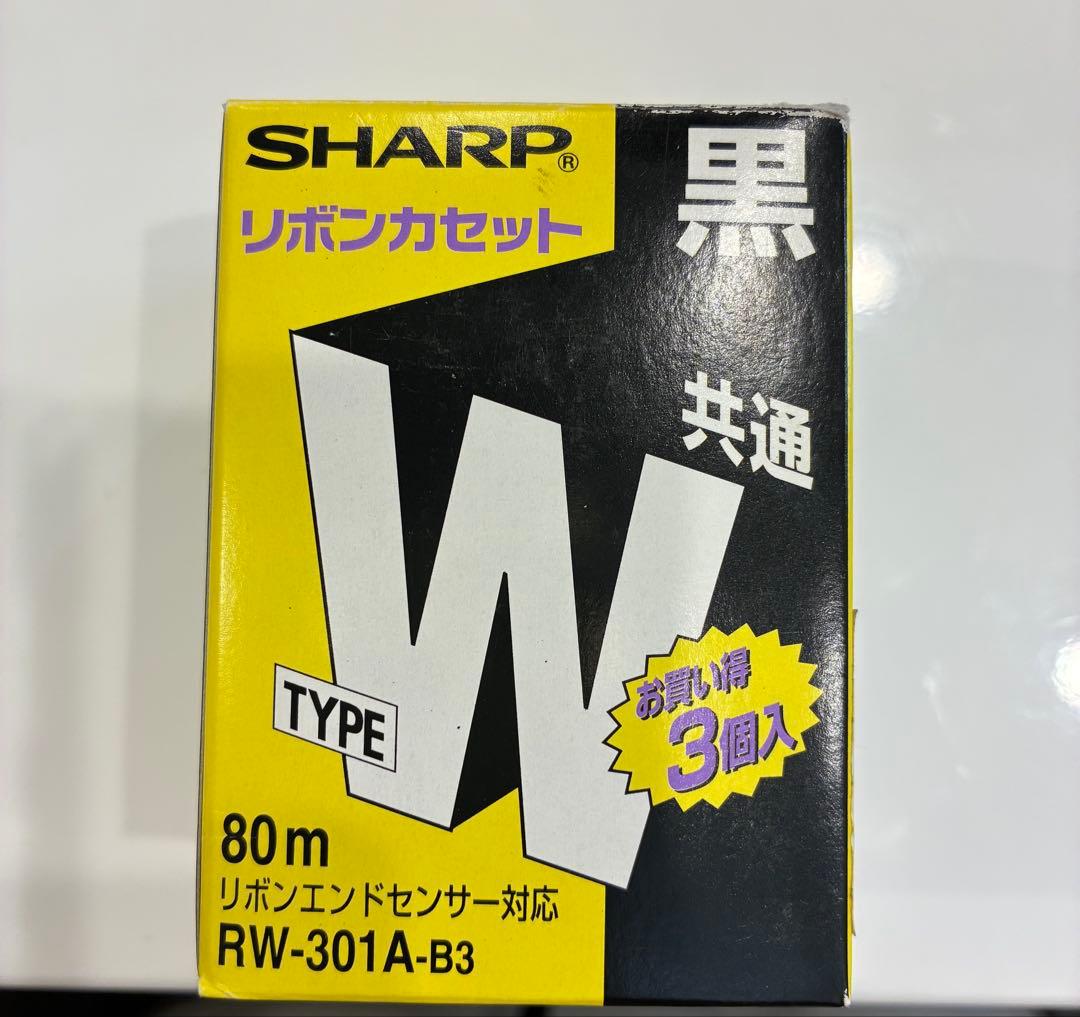 SHARP®
リボンカセット
黒
共通
W
TYPE
お買い得
3個入
80m
リボンエンドセンサー対応
RW-301A-B3